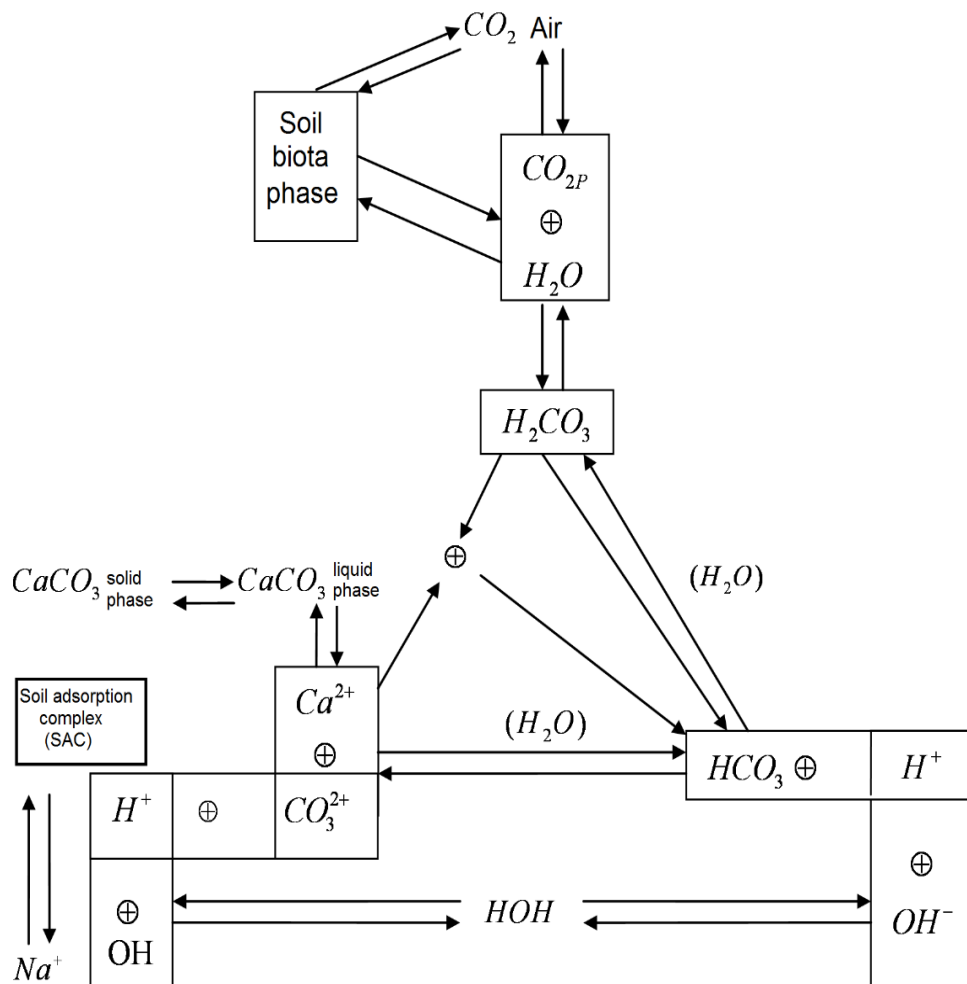 CO₂ Air
Soil
biota
phase
CO₂P
⊕
H₂O
H₂CO₃
⊕
(H₂O)
CaCO₃ solid phase
CaCO₃ liquid phase
Soil adsorption
complex
(SAC)
Ca²⁺
⊕
(H₂O)
HCO₃ ⊕ H⁺
H⁺ ⊕ CO₃²⁺
⊕
OH
HOH
⊕
OH⁻
Na⁺